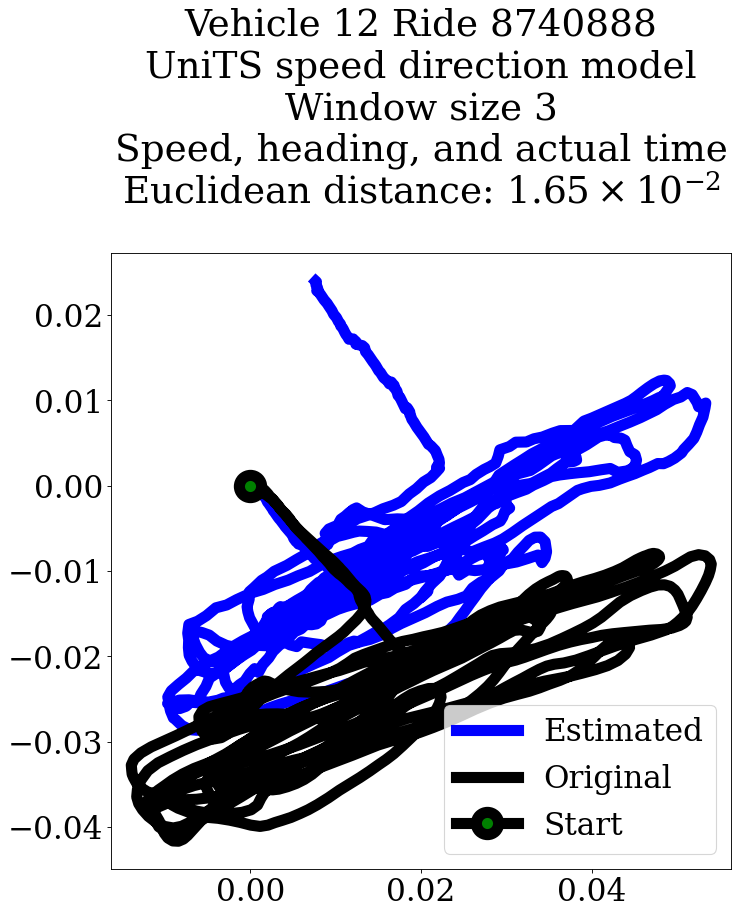 Vehicle 12 Ride 8740888
UniTS speed direction model
Window size 3
Speed, heading, and actual time
Euclidean distance: 1.65 × 10⁻²
0.02
0.01
0.00
−0.01
−0.02
−0.03
−0.04
0.00
0.02
0.04
Estimated
Original
Start